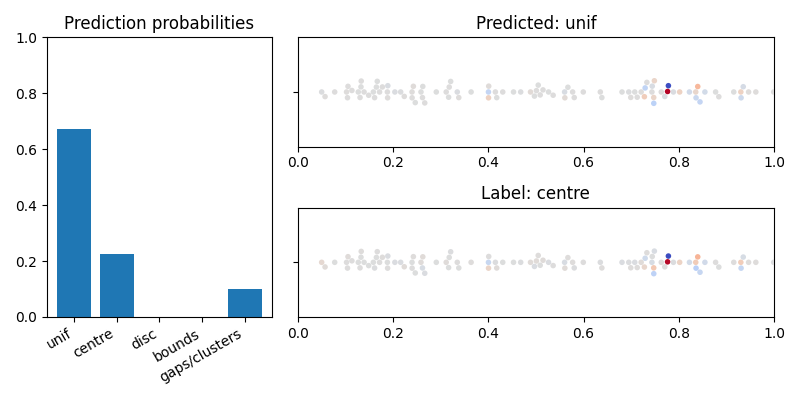 Prediction probabilities
1.0
0.8
0.6
0.4
0.2
0.0
unif
centre
disc
bounds
gaps/clusters
Predicted: unif
0.0 0.2 0.4 0.6 0.8 1.0
Label: centre
0.0 0.2 0.4 0.6 0.8 1.0